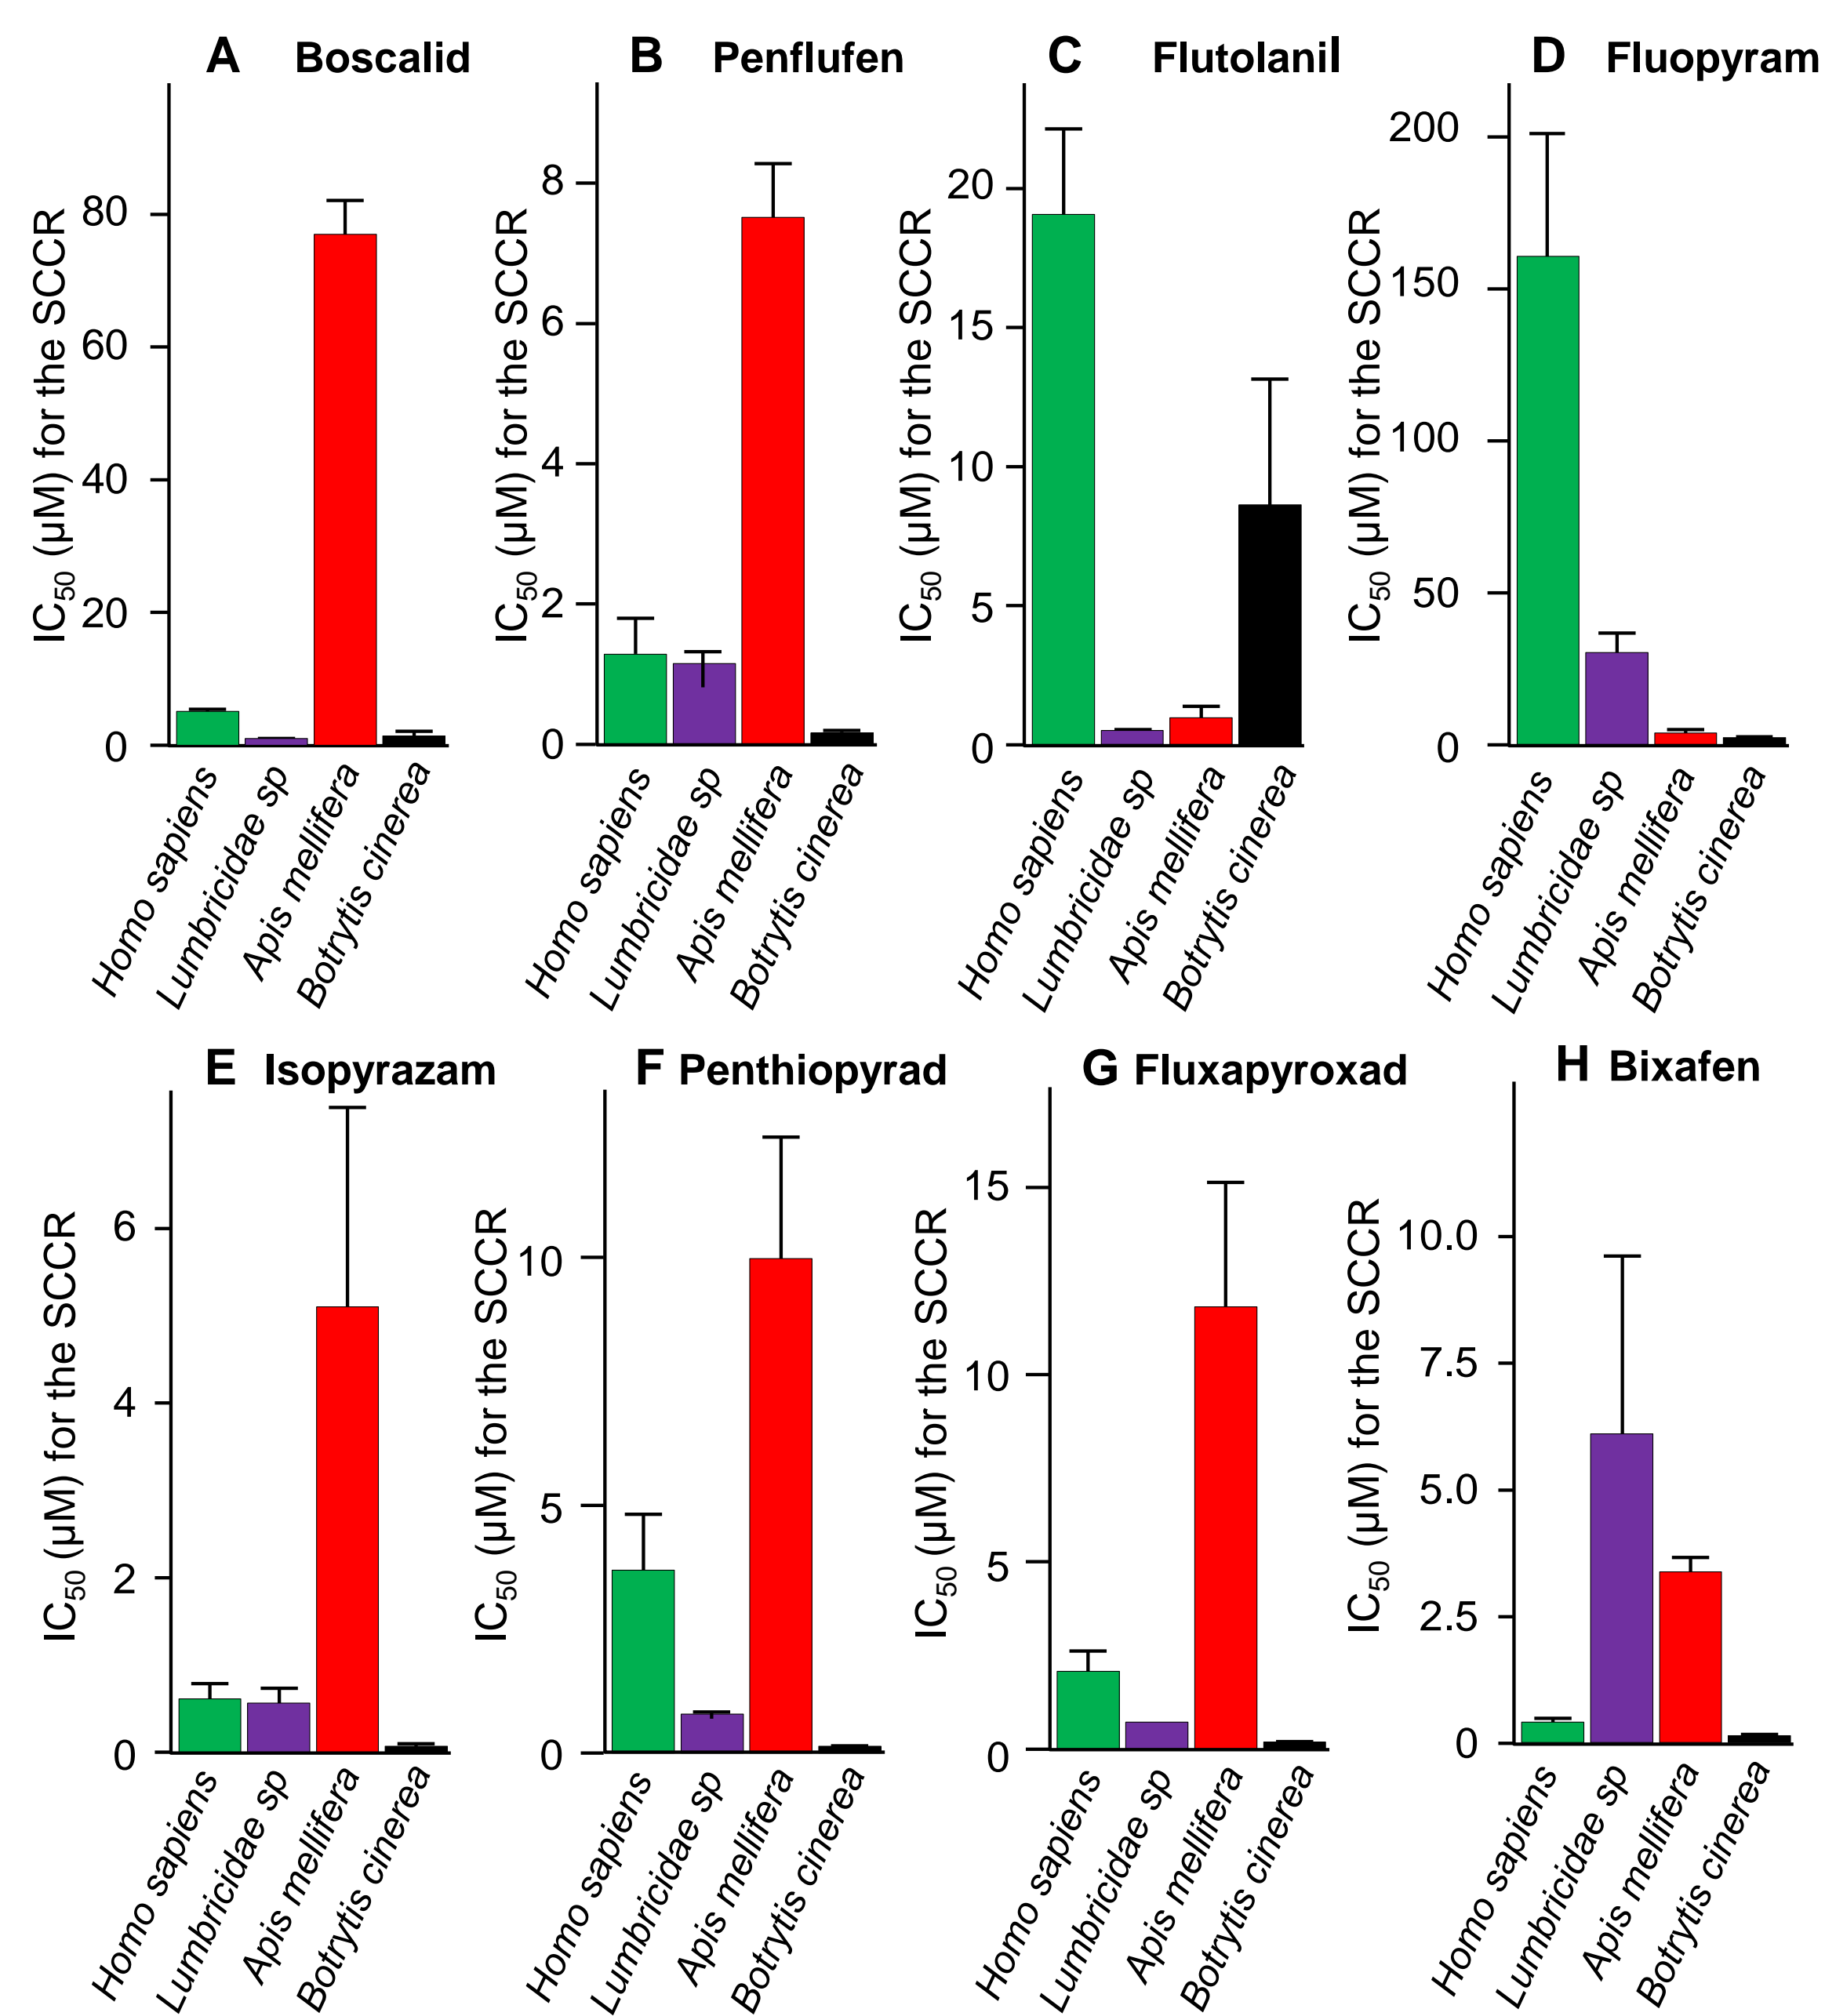 A Boscalid
IC50 (µM) for the SCCR
80
60
40
20
0
Homo sapiens
Lumbricidae sp
Apis mellifera
Botrytis cinerea
B Penflufen
IC50 (µM) for the SCCR
8
6
4
2
0
Homo sapiens
Lumbricidae sp
Apis mellifera
Botrytis cinerea
C Flutolanil
IC50 (µM) for the SCCR
20
15
10
5
0
Homo sapiens
Lumbricidae sp
Apis mellifera
Botrytis cinerea
D Fluopyram
IC50 (µM) for the SCCR
200
150
100
50
0
Homo sapiens
Lumbricidae sp
Apis mellifera
Botrytis cinerea
E Isopyrazam
IC50 (µM) for the SCCR
6
4
2
0
Homo sapiens
Lumbricidae sp
Apis mellifera
Botrytis cinerea
F Penthiopyrad
IC50 (µM) for the SCCR
10
5
0
Homo sapiens
Lumbricidae sp
Apis mellifera
Botrytis cinerea
G Fluxapyroxad
IC50 (µM) for the SCCR
15
10
5
0
Homo sapiens
Lumbricidae sp
Apis mellifera
Botrytis cinerea
H Bixafen
IC50 (µM) for the SCCR
10.0
7.5
5.0
2.5
0
Homo sapiens
Lumbricidae sp
Apis mellifera
Botrytis cinerea